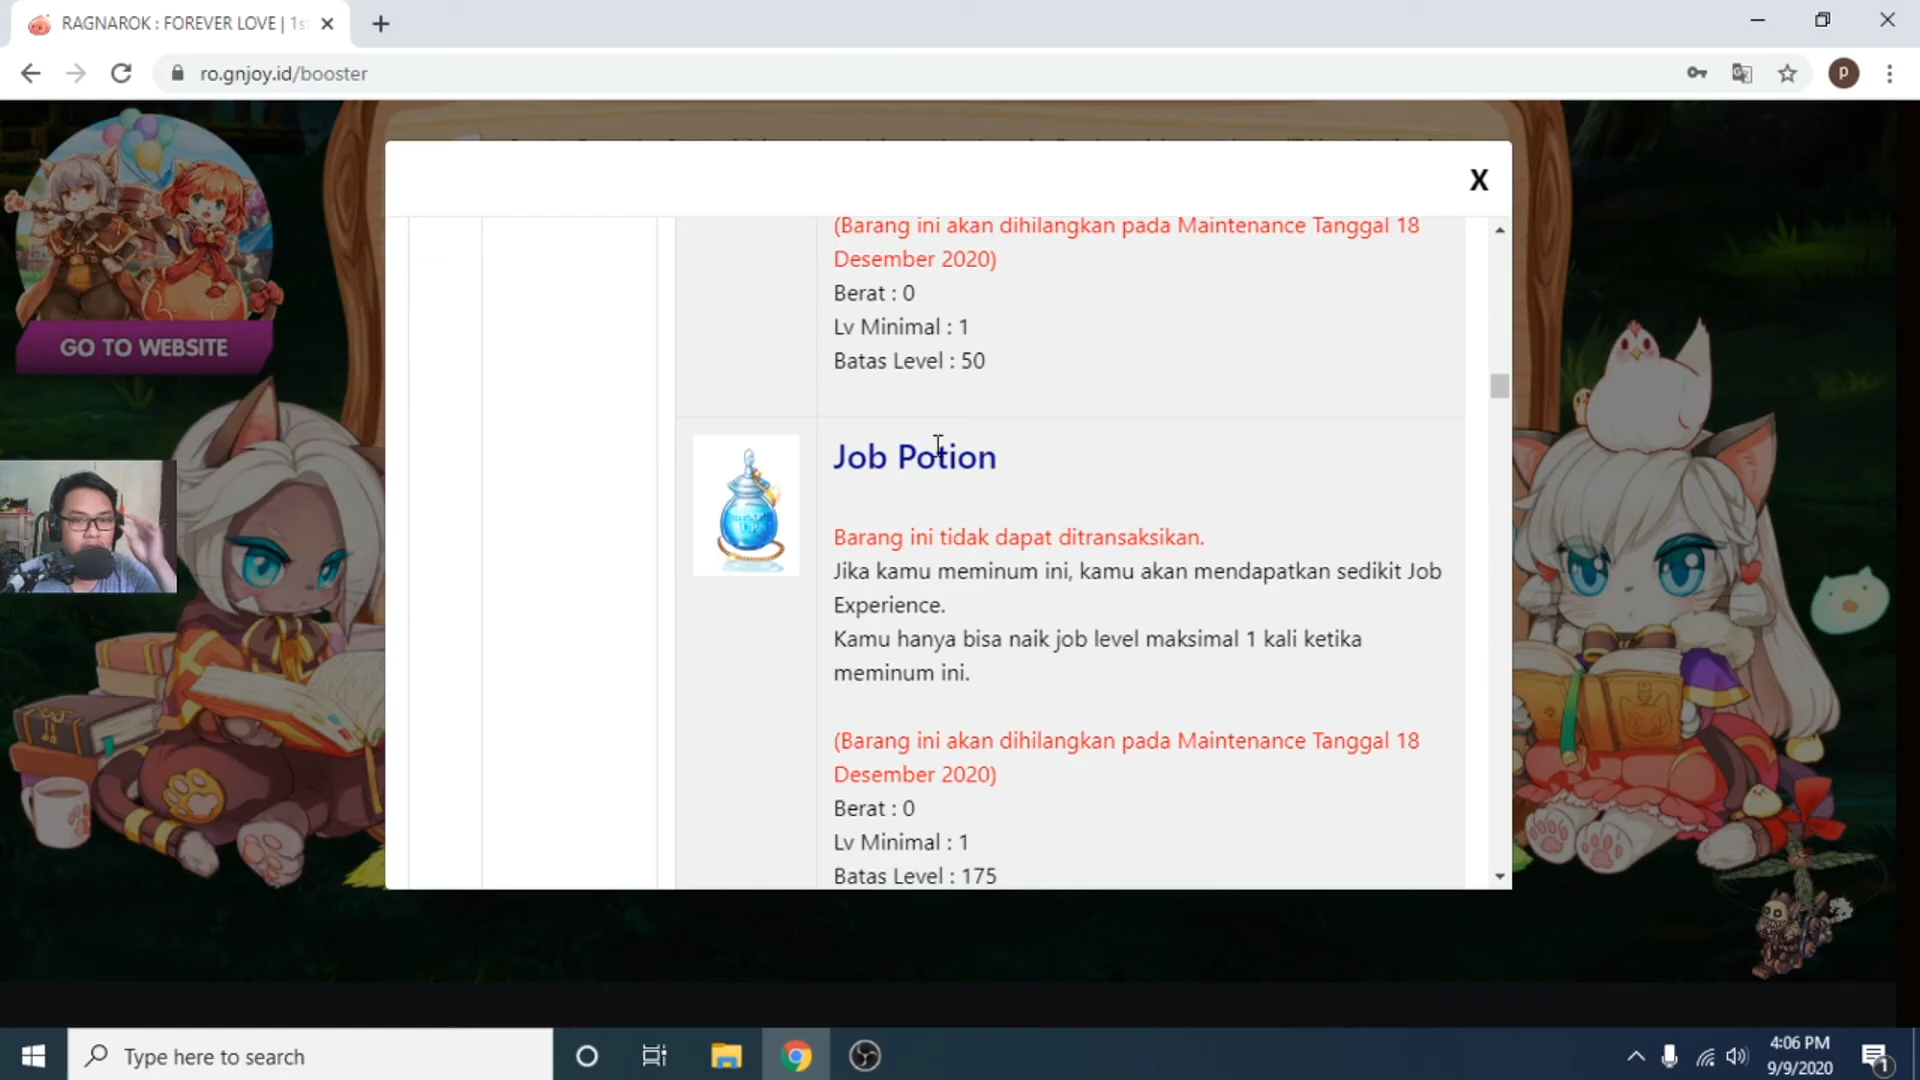 RAGNAROK : FOREVER LOVE | 1s
ro.gnjoy.id/booster
P
X
GO TO WEBSITE
(Barang ini akan dihilangkan pada Maintenance Tanggal 18
Desember 2020)
Berat : 0
Lv Minimal : 1
Batas Level : 50
Job Potion
Barang ini tidak dapat ditransaksikan.
Jika kamu meminum ini, kamu akan mendapatkan sedikit Job
Experience.
Kamu hanya bisa naik job level maksimal 1 kali ketika
meminum ini.
(Barang ini akan dihilangkan pada Maintenance Tanggal 18
Desember 2020)
Berat : 0
Lv Minimal : 1
Batas Level : 175
Type here to search
4:06 PM
9/9/2020
1